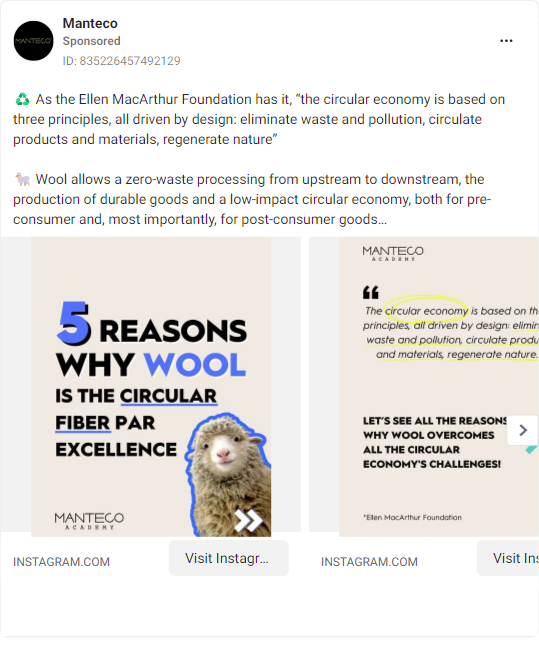 Manteco
MANTECO
Sponsored
ID: 835226457492129
♻️ As the Ellen MacArthur Foundation has it, “the circular economy is based on
three principles, all driven by design: eliminate waste and pollution, circulate
products and materials, regenerate nature”
🐐 Wool allows a zero-waste processing from upstream to downstream, the
production of durable goods and a low-impact circular economy, both for pre-
consumer and, most importantly, for post-consumer goods...
5 REASONS
WHY WOOL
IS THE CIRCULAR
FIBER PAR
EXCELLENCE
MANTECO
ACADEMY
INSTAGRAM.COM
Visit Instagr...
MANTECO
ACADEMY
“
The circular economy is based on th
principles, all driven by design: elimin
waste and pollution, circulate produ
and materials, regenerate nature.
LET’S SEE ALL THE REASONS
WHY WOOL OVERCOMES
ALL THE CIRCULAR
ECONOMY’S CHALLENGES!
*Ellen MacArthur Foundation
INSTAGRAM.COM
Visit Ins